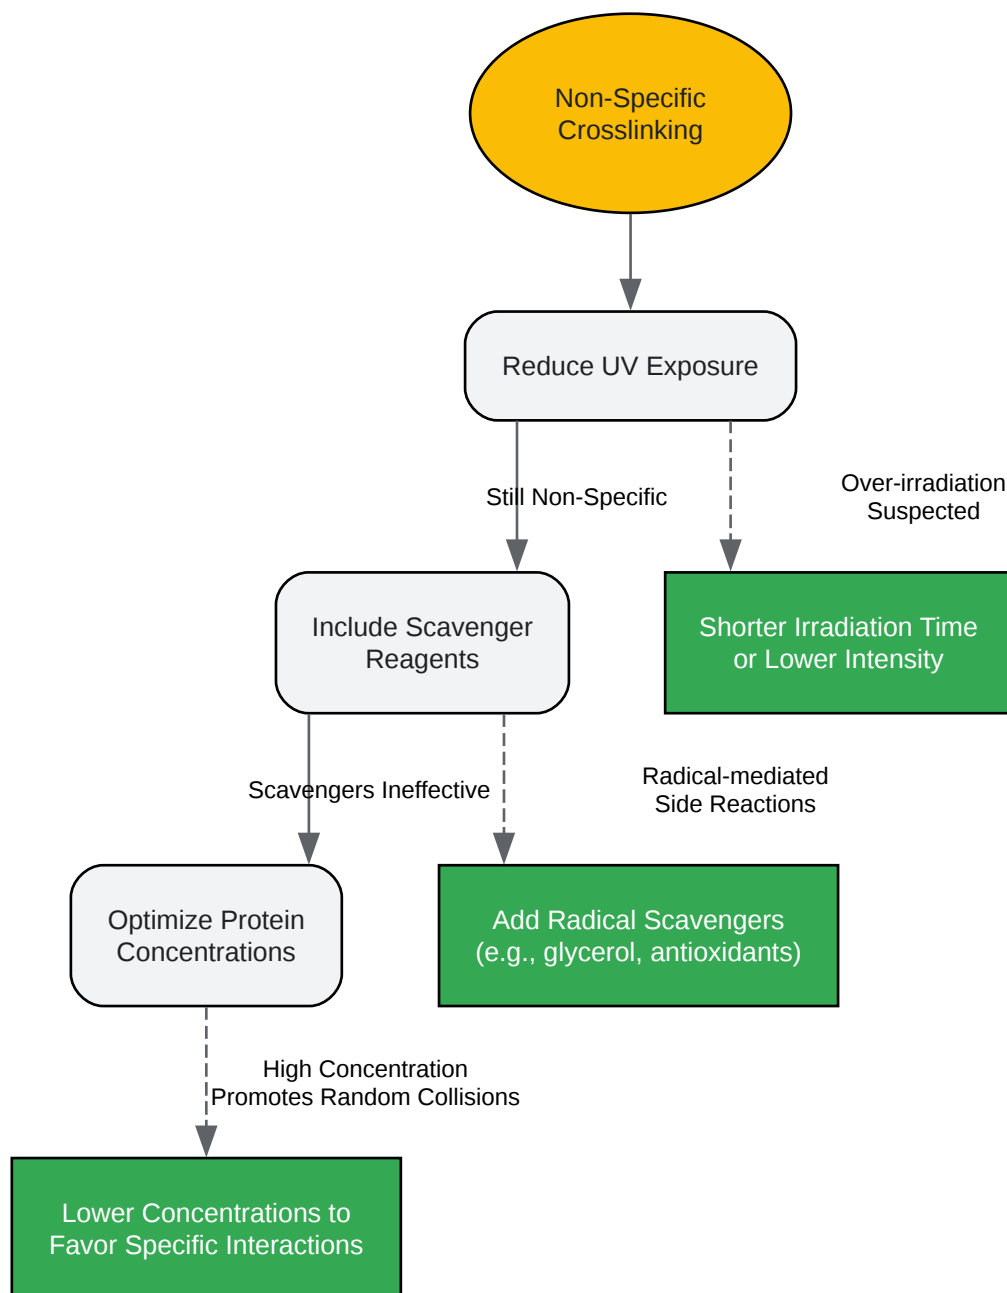 Non-Specific
Crosslinking
Reduce UV Exposure
Still Non-Specific
Over-irradiation
Suspected
Include Scavenger
Reagents
Shorter Irradiation Time
or Lower Intensity
Scavengers Ineffective
Radical-mediated
Side Reactions
Optimize Protein
Concentrations
Add Radical Scavengers
(e.g., glycerol, antioxidants)
High Concentration
Promotes Random Collisions
Lower Concentrations to
Favor Specific Interactions